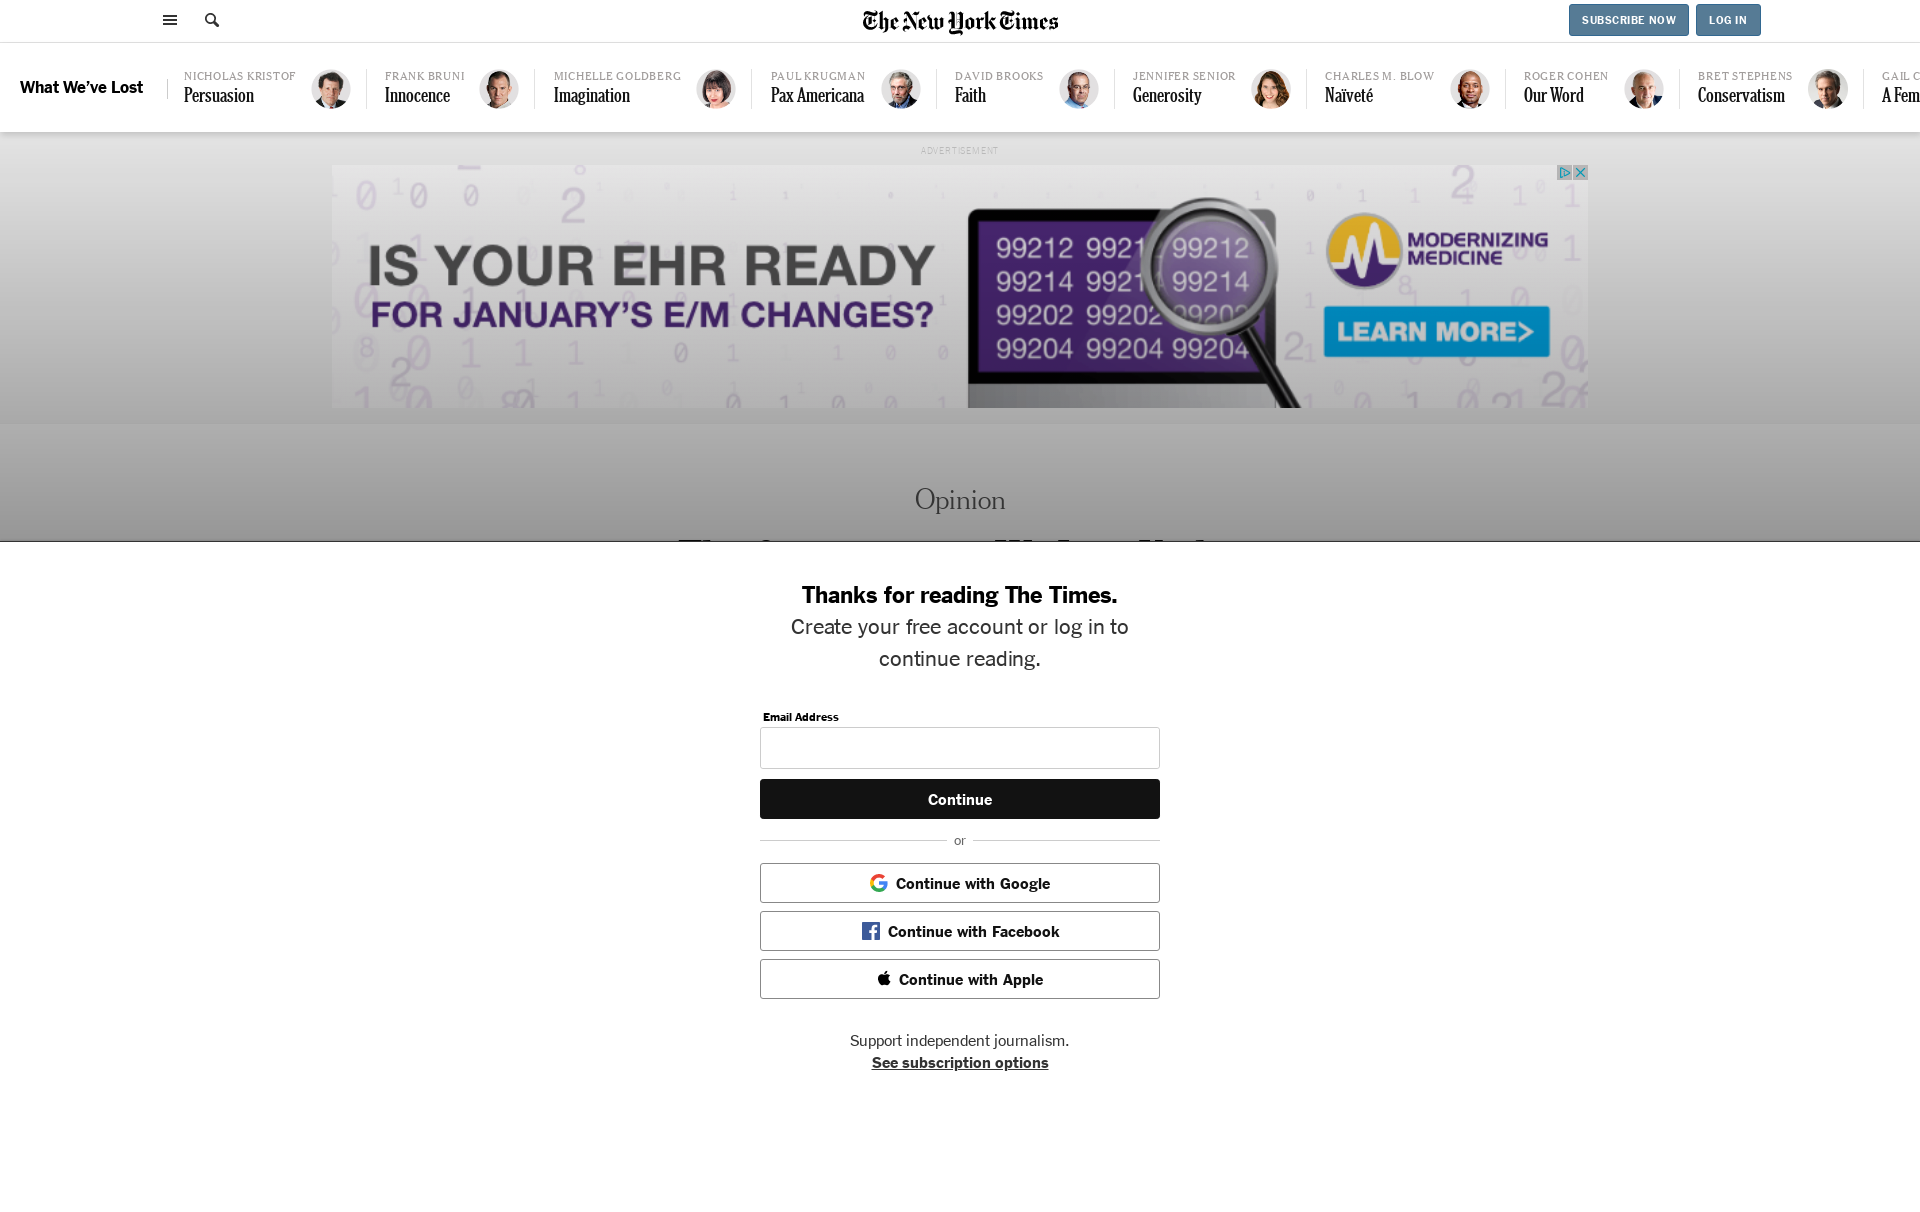 The New York Times
SUBSCRIBE NOW
LOG IN
What We've Lost
NICHOLAS KRISTOF
Persuasion
FRANK BRUNI
Innocence
MICHELLE GOLDBERG
Imagination
PAUL KRUGMAN
Pax Americana
DAVID BROOKS
Faith
JENNIFER SENIOR
Generosity
CHARLES M. BLOW
Naïveté
ROGER COHEN
Our Word
BRET STEPHENS
Conservatism
GAIL C
A Fem
ADVERTISEMENT
IS YOUR EHR READY
FOR JANUARY'S E/M CHANGES?
99212 9921 99212
99214 9921 99214
99202 99202 99202
99204 99204 99204
MODERNIZING
MEDICINE
LEARN MORE>
Opinion
Thanks for reading The Times.
Create your free account or log in to
continue reading.
Email Address
Continue
or
Continue with Google
Continue with Facebook
Continue with Apple
Support independent journalism.
See subscription options